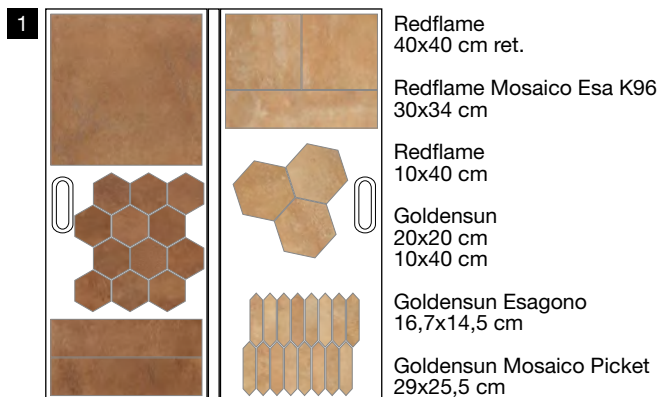 1
Redflame
40x40 cm ret.
Redflame Mosaico Esa K96
30x34 cm
Redflame
10x40 cm
Goldensun
20x20 cm
10x40 cm
Goldensun Esagono
16,7x14,5 cm
Goldensun Mosaico Picket
29x25,5 cm